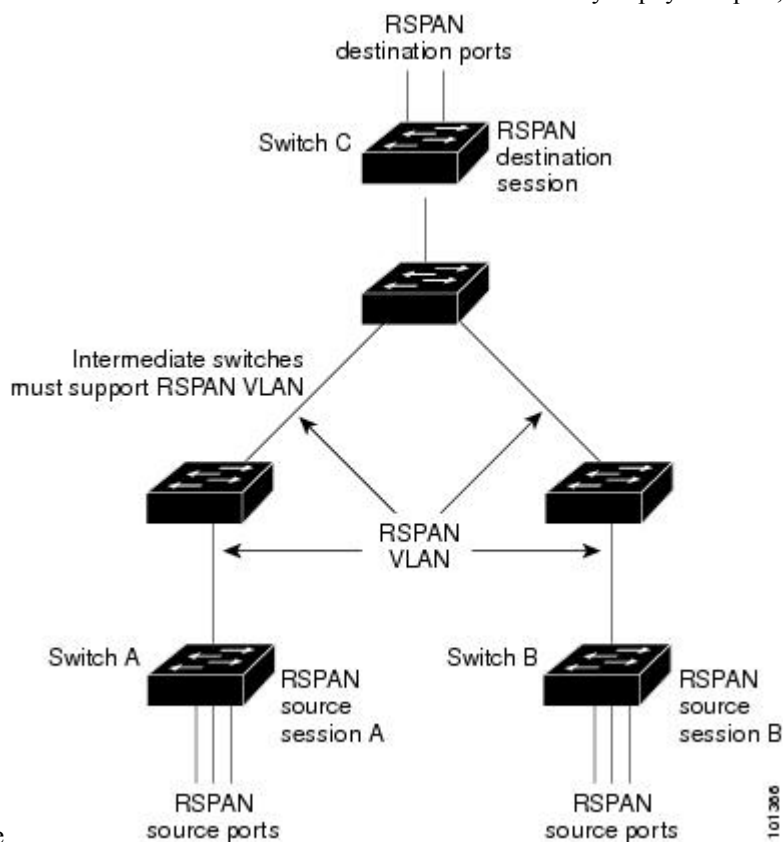 RSPAN
destination ports
Switch C
RSPAN
destination
session
Intermediate switches
must support RSPAN VLAN
RSPAN
VLAN
Switch A
RSPAN
source
session A
Switch B
RSPAN
source
session B
RSPAN
source ports
RSPAN
source ports
101366
e